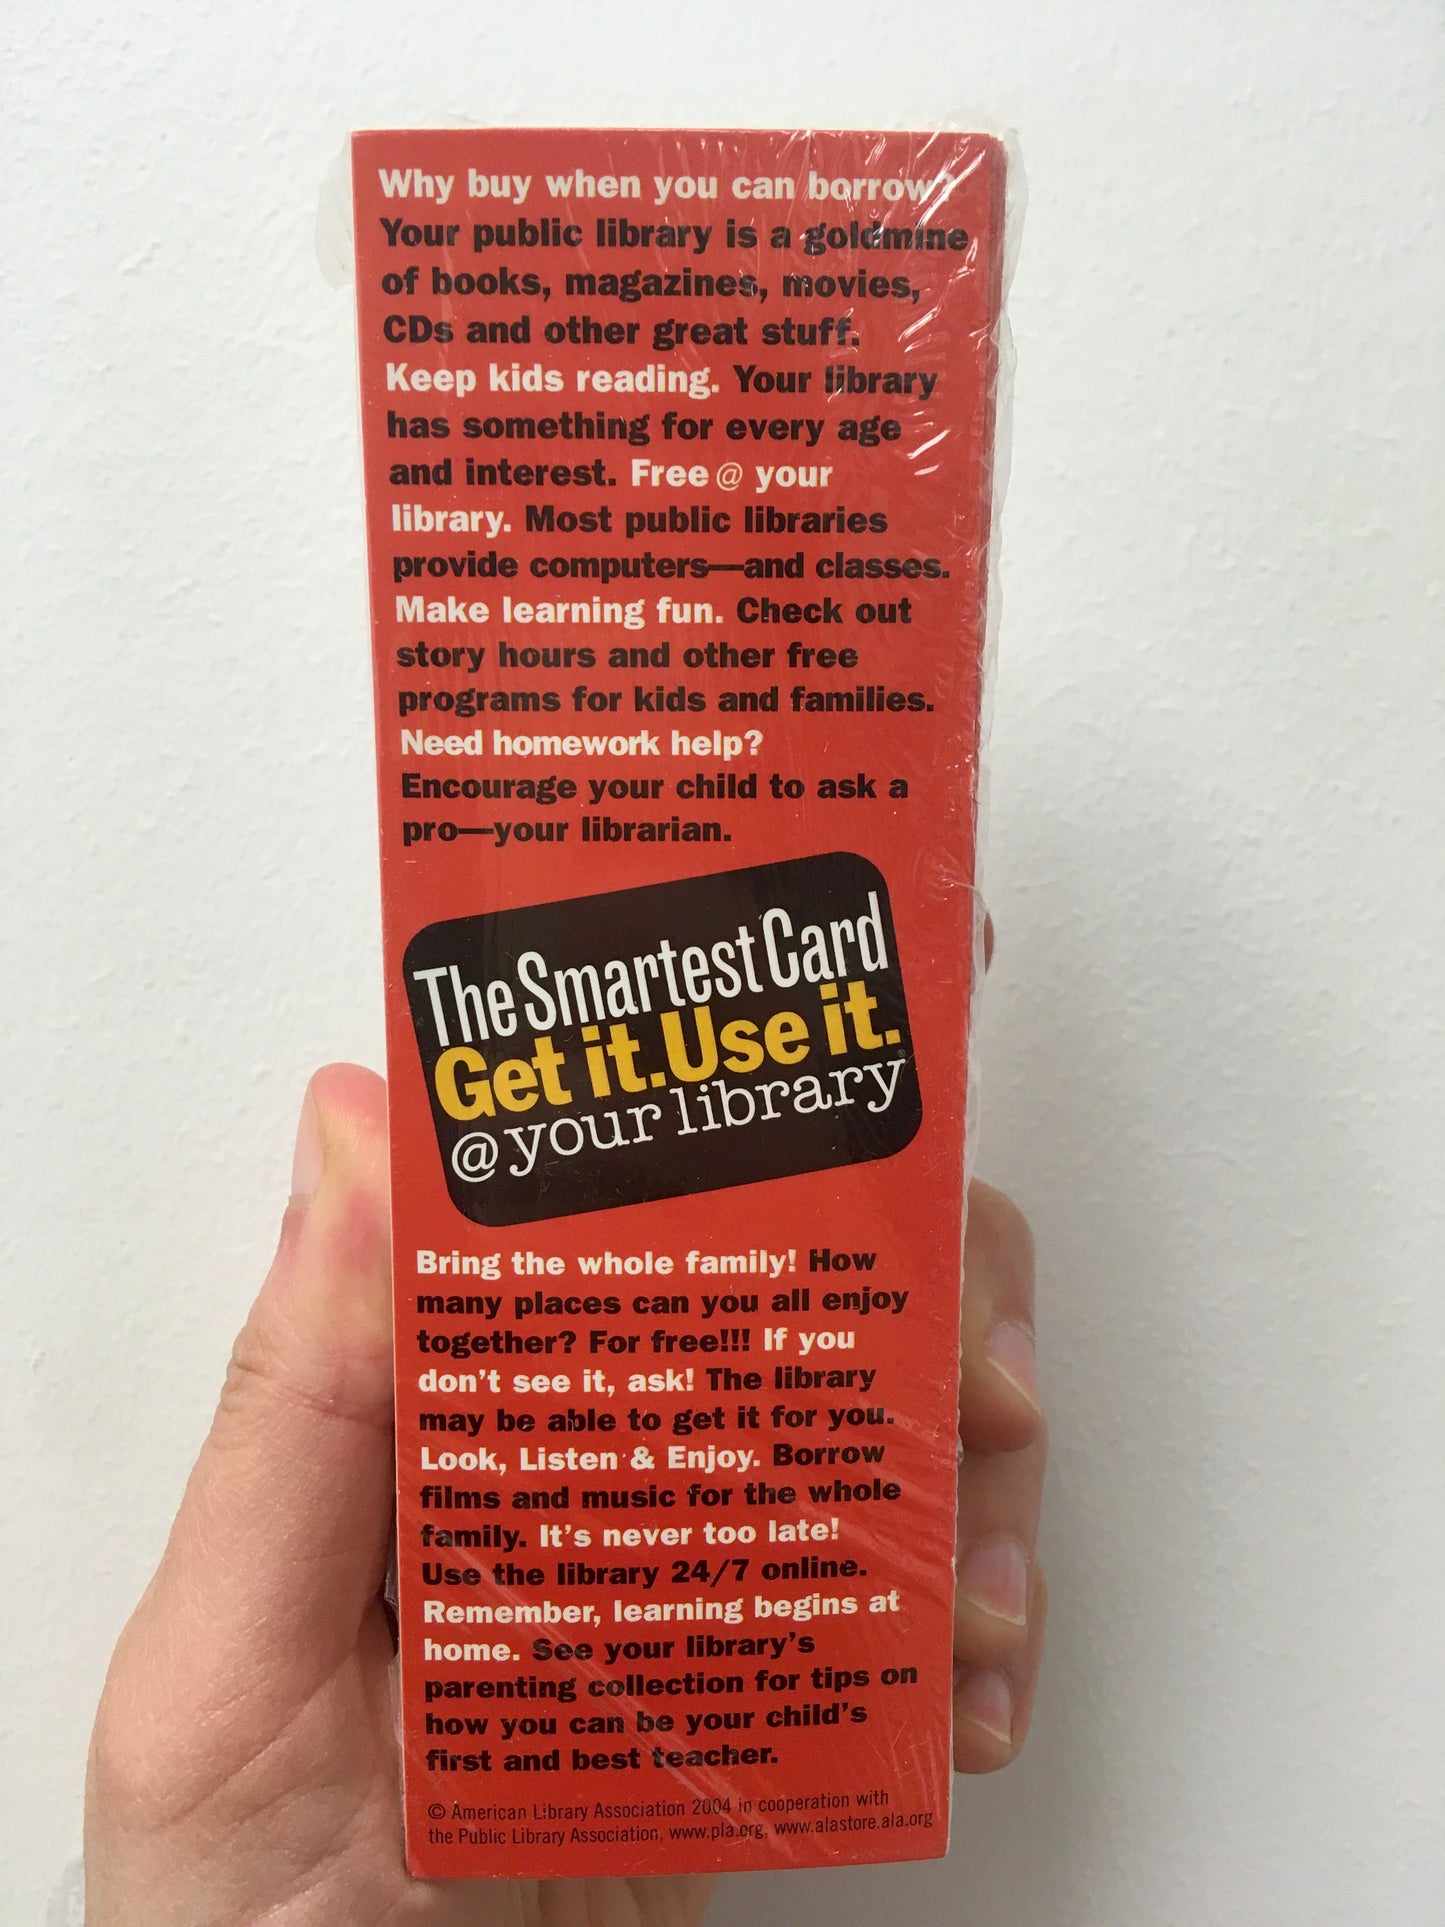 Why buy when you can borrow?
Your public library is a goldmine
of books, magazines, movies,
CDs and other great stuff.
Keep kids reading. Your library
has something for every age
and interest. Free @ your
library. Most public libraries
provide computers—and classes.
Make learning fun. Check out
story hours and other free
programs for kids and families.
Need homework help?
Encourage your child to ask a
pro—your librarian.
The Smartest Card
Get it. Use it.
@ your library®
Bring the whole family! How
many places can you all enjoy
together? For free!!! If you
don't see it, ask! The library
may be able to get it for you.
Look, Listen & Enjoy. Borrow
films and music for the whole
family. It's never too late!
Use the library 24/7 online.
Remember, learning begins at
home. See your library's
parenting collection for tips on
how you can be your child's
first and best teacher.
© American Library Association 2004 in cooperation with
the Public Library Association, www.pla.org, www.alastore.ala.org